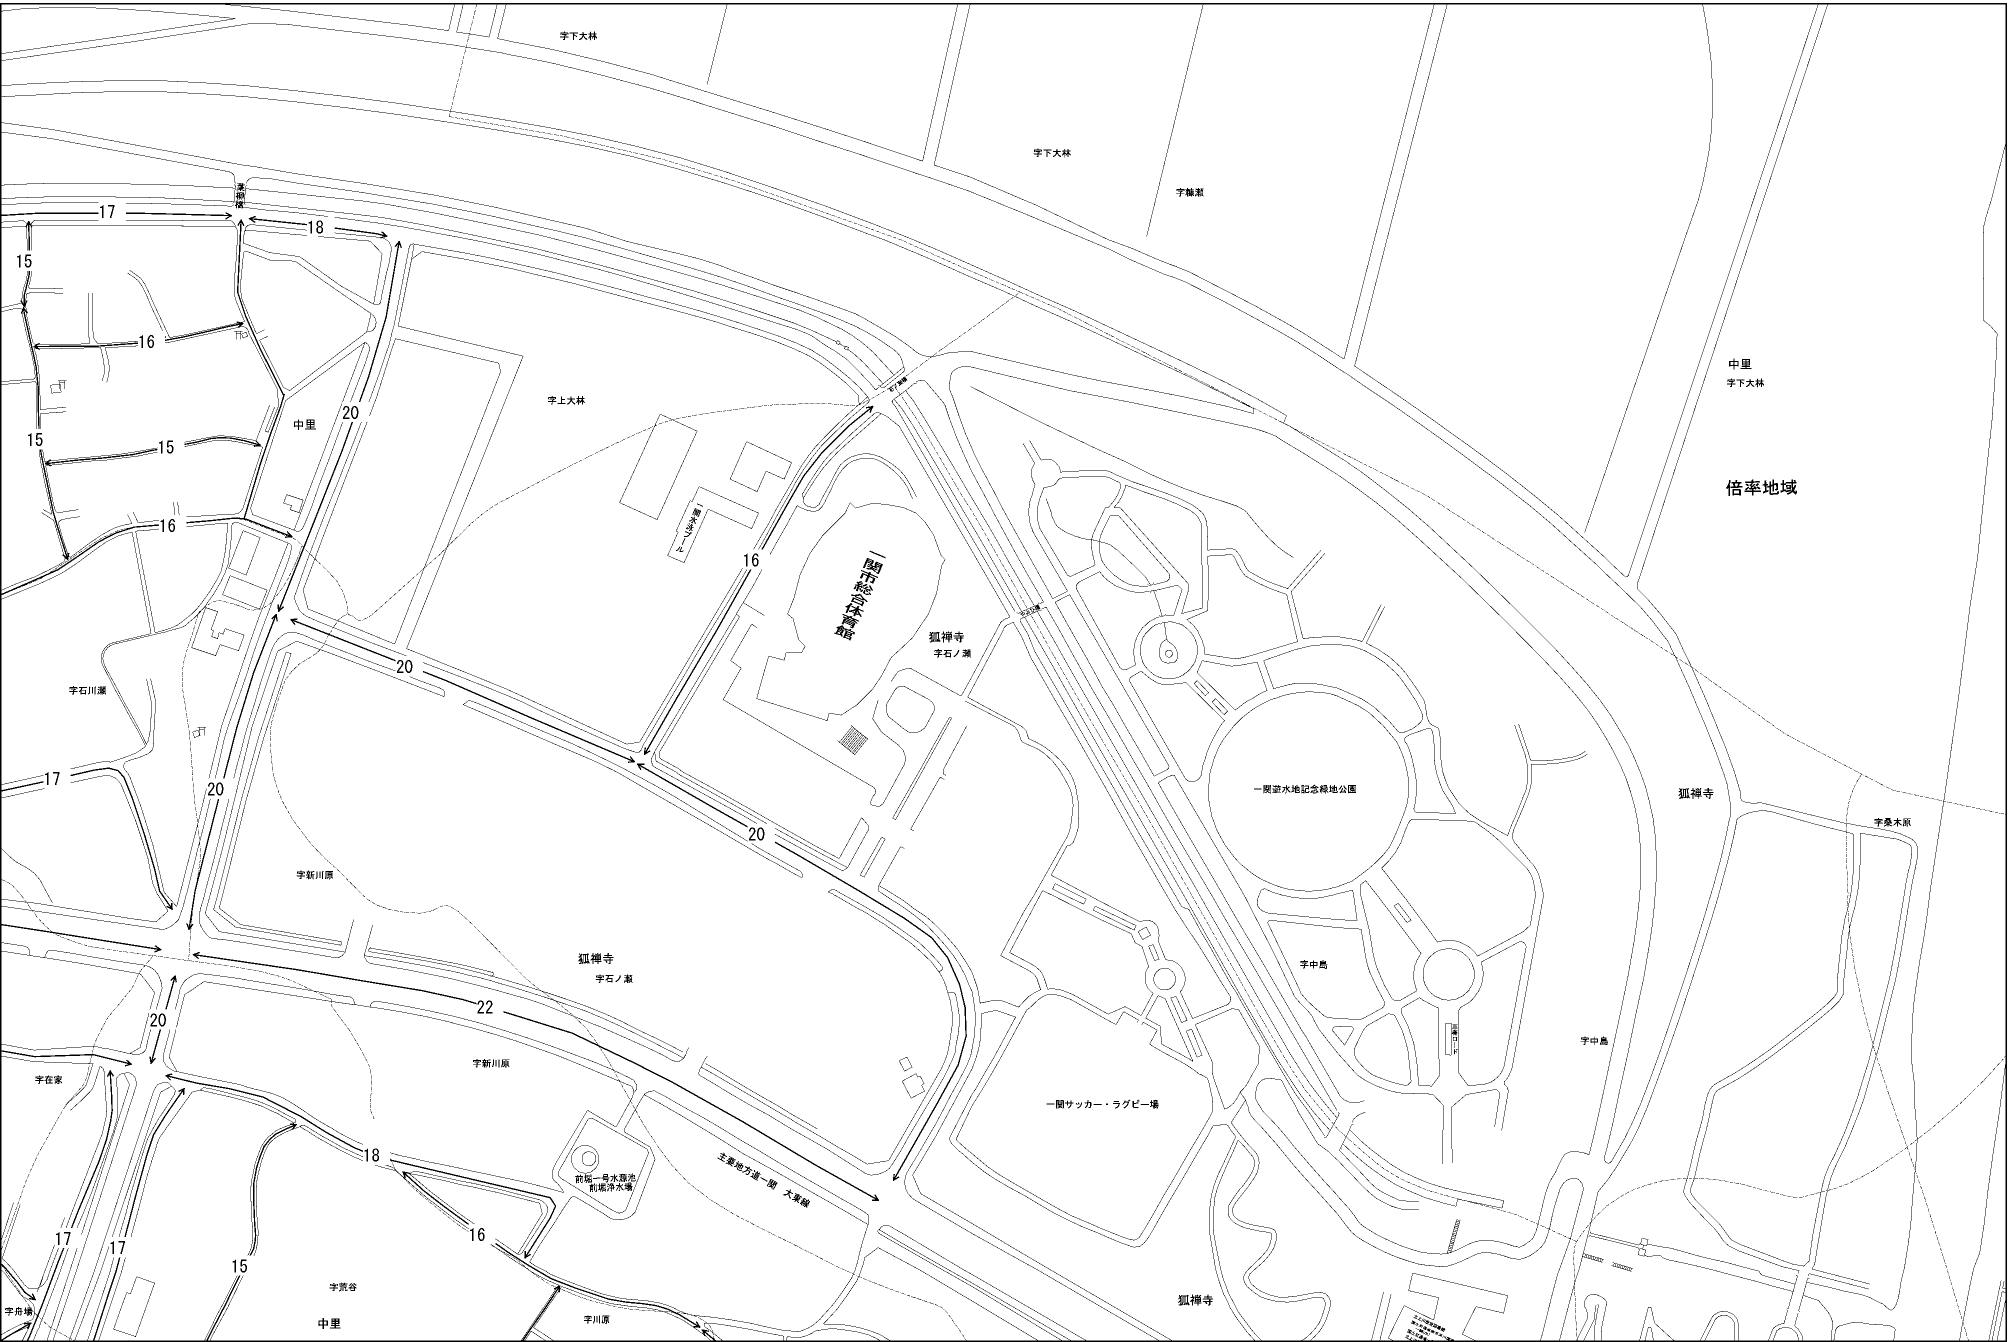 字下大林
字下大林
字糠瀬
17
18
15
16
中里
字下大林
20
字上大林
中里
15
15
倍率地域
16
一関水泳プール
16
一関市総合体育館
狐禅寺
字石ノ瀬
20
字石川瀬
17
20
一関遊水地記念緑地公園
狐禅寺
字桑木原
20
字新川原
狐禅寺
字石ノ瀬
字中島
22
20
字中島
字新川原
字在家
一関サッカー・ラグビー場
18
主要地方道一関 大東線
前堀一号水源池
前堀浄水場
16
17
17
15
字荒谷
狐禅寺
字舟場
字川原
中里